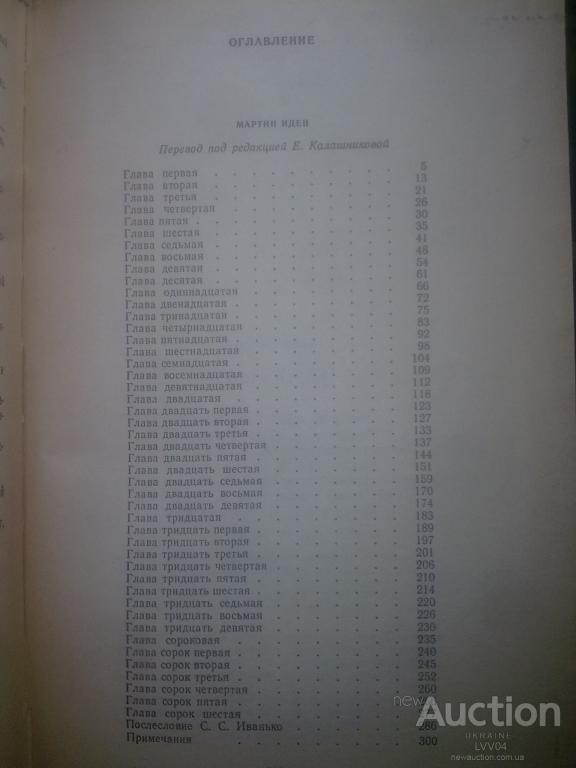 ОГЛАВЛЕНИЕ
МАРТИН ИДЕН
Перевод под редакцией Е. Калашниковой
Глава первая . . . . . . . . . . 5
Глава вторая . . . . . . . . . . 13
Глава третья . . . . . . . . . . 21
Глава четвертая . . . . . . . . . . 26
Глава пятая . . . . . . . . . . 30
Глава шестая . . . . . . . . . . 35
Глава седьмая . . . . . . . . . . 41
Глава восьмая . . . . . . . . . . 48
Глава девятая . . . . . . . . . . 54
Глава десятая . . . . . . . . . . 61
Глава одиннадцатая . . . . . . . . . 66
Глава двенадцатая . . . . . . . . . 72
Глава тринадцатая . . . . . . . . . 75
Глава четырнадцатая . . . . . . . . . 83
Глава пятнадцатая . . . . . . . . . 92
Глава шестнадцатая . . . . . . . . . 98
Глава семнадцатая . . . . . . . . . 104
Глава восемнадцатая . . . . . . . . . 109
Глава девятнадцатая . . . . . . . . . 112
Глава двадцатая . . . . . . . . . 118
Глава двадцать первая . . . . . . . . 123
Глава двадцать вторая . . . . . . . . 127
Глава двадцать третья . . . . . . . . 133
Глава двадцать четвертая . . . . . . . . 137
Глава двадцать пятая . . . . . . . . 144
Глава двадцать шестая . . . . . . . . 151
Глава двадцать седьмая . . . . . . . . 159
Глава двадцать восьмая . . . . . . . . 170
Глава двадцать девятая . . . . . . . . 174
Глава тридцатая . . . . . . . . . 183
Глава тридцать первая . . . . . . . . 189
Глава тридцать вторая . . . . . . . . 197
Глава тридцать третья . . . . . . . . 201
Глава тридцать четвертая . . . . . . . . 206
Глава тридцать пятая . . . . . . . . 210
Глава тридцать шестая . . . . . . . . 214
Глава тридцать седьмая . . . . . . . . 220
Глава тридцать восьмая . . . . . . . . 226
Глава тридцать девятая . . . . . . . . 230
Глава сороковая . . . . . . . . . 235
Глава сорок первая . . . . . . . . . 240
Глава сорок вторая . . . . . . . . . 245
Глава сорок третья . . . . . . . . . 252
Глава сорок четвертая . . . . . . . . 260
Глава сорок пятая . . . . . . . .
Глава сорок шестая . . . . . . . .
Послесловие С. С. Иванько . . . . . . . 280
Примечания . . . . . . . . . . 300
new
Auction
UKRAINE
LVV04
newauction.com.ua